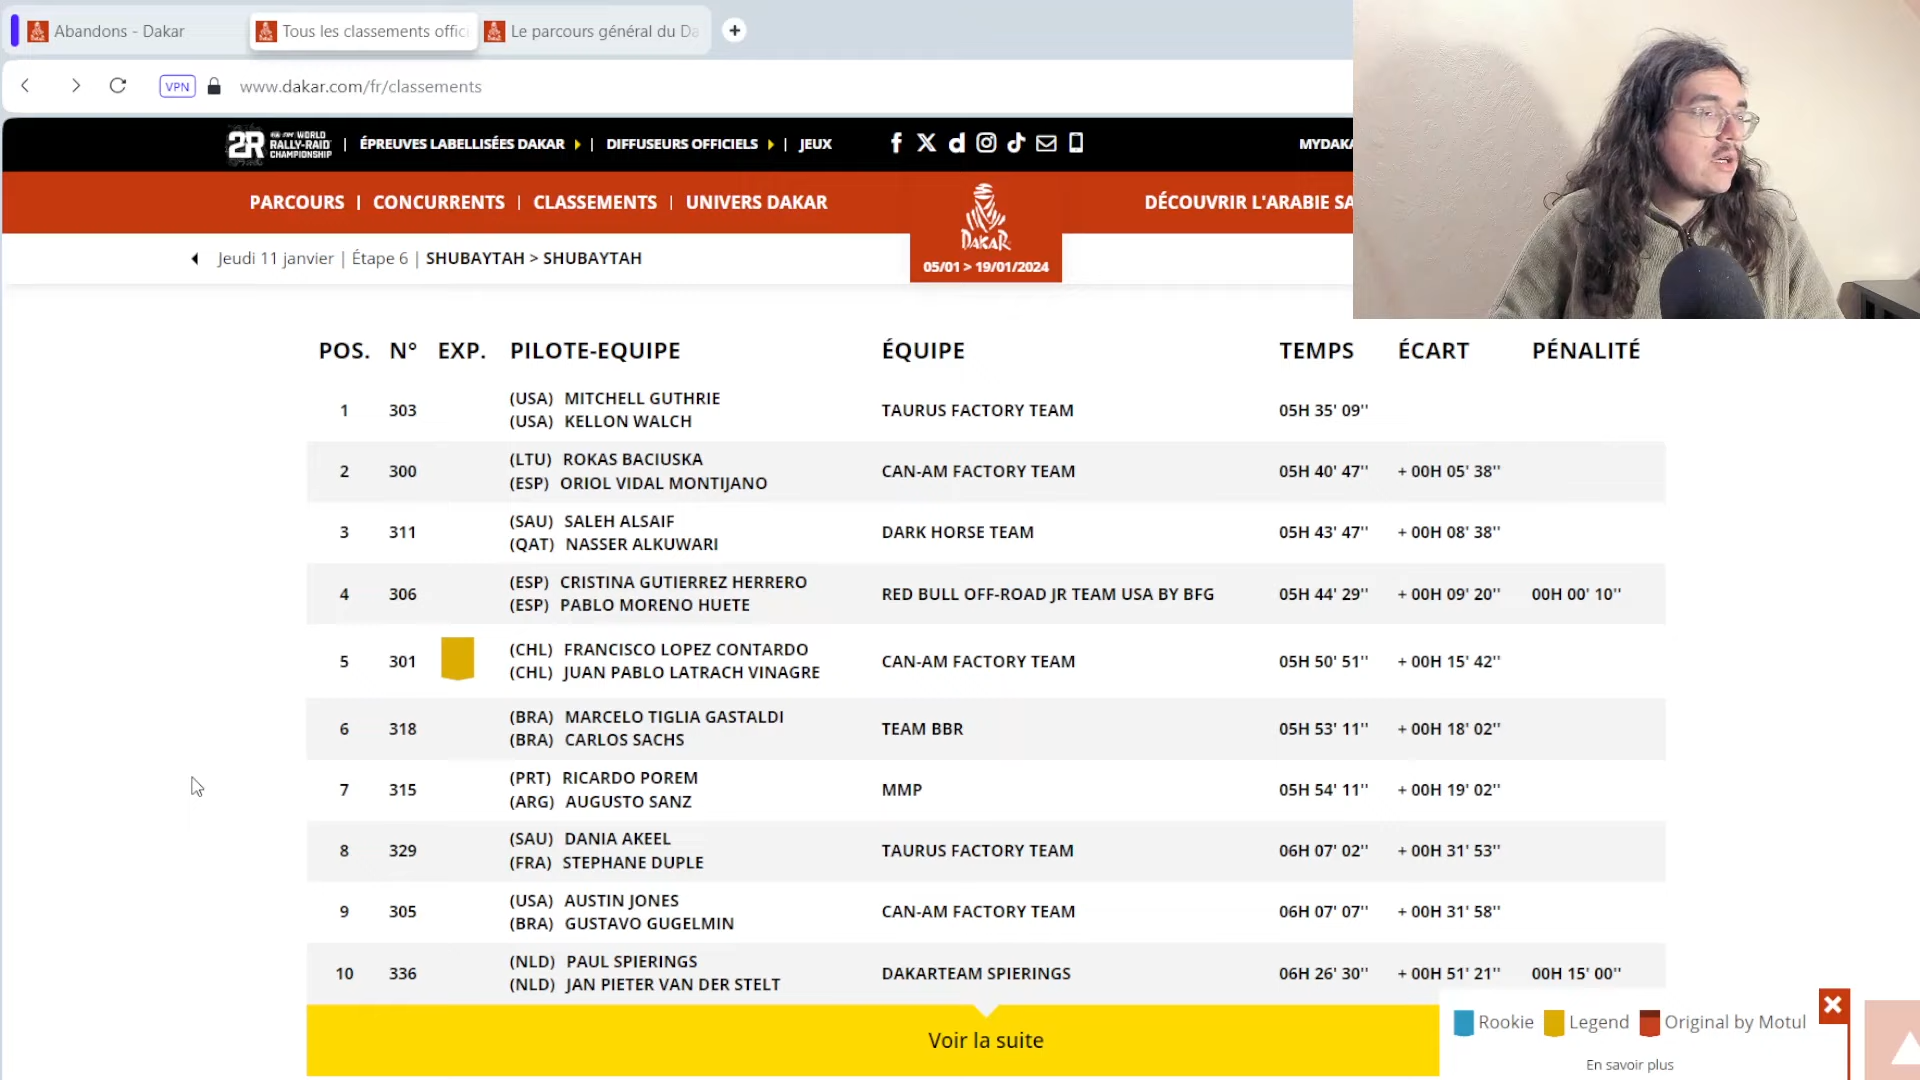 Abandons - Dakar
Tous les classements offici
Le parcours général du Da
VPN
www.dakar.com/fr/classements
2R WORLD RALLY-RAID CHAMPIONSHIP
ÉPREUVES LABELLISÉES DAKAR | DIFFUSEURS OFFICIELS | JEUX
MYDAKA
PARCOURS | CONCURRENTS | CLASSEMENTS | UNIVERS DAKAR
DAKAR
DÉCOUVRIR L'ARABIE SA
Jeudi 11 janvier | Étape 6 | SHUBAYTAH > SHUBAYTAH
05/01 > 19/01/2024
POS. N° EXP. PILOTE-EQUIPE ÉQUIPE TEMPS ÉCART PÉNALITÉ
(USA) MITCHELL GUTHRIE
1 303 TAURUS FACTORY TEAM 05H 35' 09''
(USA) KELLON WALCH
(LTU) ROKAS BACIUSKA
2 300 CAN-AM FACTORY TEAM 05H 40' 47'' + 00H 05' 38''
(ESP) ORIOL VIDAL MONTIJANO
(SAU) SALEH ALSAIF
3 311 DARK HORSE TEAM 05H 43' 47'' + 00H 08' 38''
(QAT) NASSER ALKUWARI
(ESP) CRISTINA GUTIERREZ HERRERO
4 306 RED BULL OFF-ROAD JR TEAM USA BY BFG 05H 44' 29'' + 00H 09' 20'' 00H 00' 10''
(ESP) PABLO MORENO HUETE
(CHL) FRANCISCO LOPEZ CONTARDO
5 301 CAN-AM FACTORY TEAM 05H 50' 51'' + 00H 15' 42''
(CHL) JUAN PABLO LATRACH VINAGRE
(BRA) MARCELO TIGLIA GASTALDI
6 318 TEAM BBR 05H 53' 11'' + 00H 18' 02''
(BRA) CARLOS SACHS
(PRT) RICARDO POREM
7 315 MMP 05H 54' 11'' + 00H 19' 02''
(ARG) AUGUSTO SANZ
(SAU) DANIA AKEEL
8 329 TAURUS FACTORY TEAM 06H 07' 02'' + 00H 31' 53''
(FRA) STEPHANE DUPLE
(USA) AUSTIN JONES
9 305 CAN-AM FACTORY TEAM 06H 07' 07'' + 00H 31' 58''
(BRA) GUSTAVO GUGELMIN
(NLD) PAUL SPIERINGS
10 336 DAKARTEAM SPIERINGS 06H 26' 30'' + 00H 51' 21'' 00H 15' 00''
(NLD) JAN PIETER VAN DER STELT
Voir la suite
Rookie Legend Original by Motul
En savoir plus